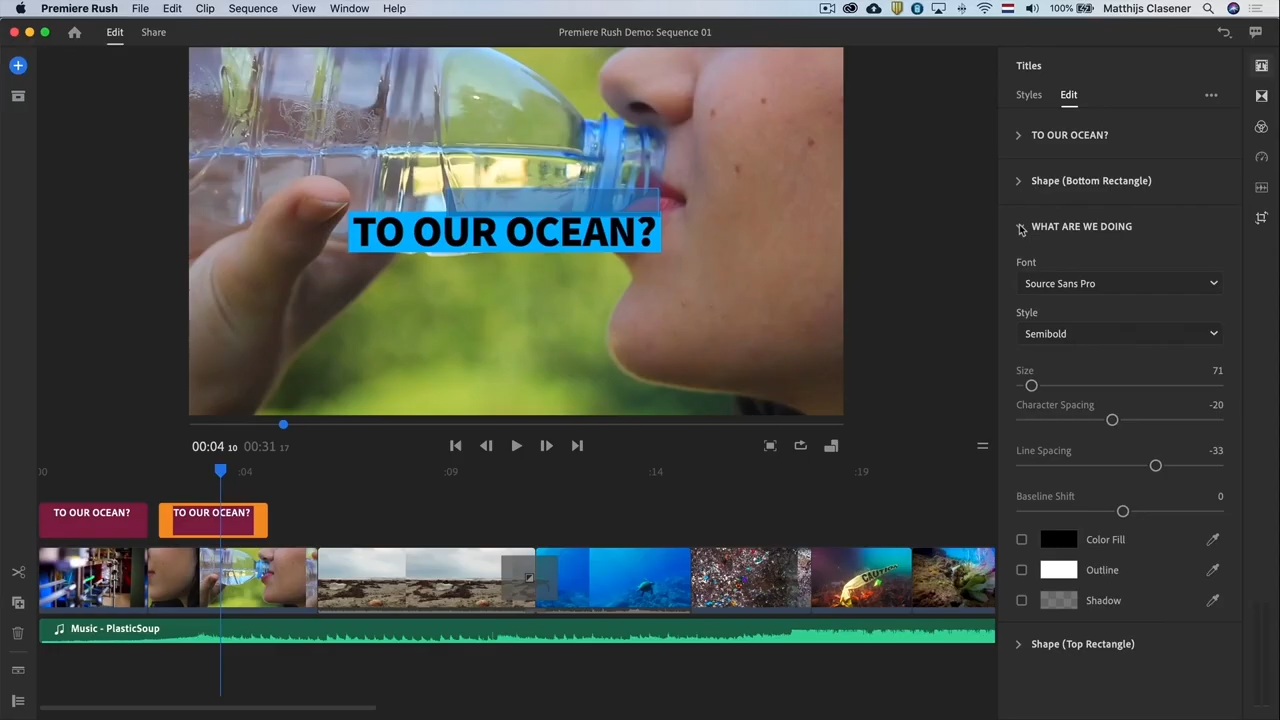 Premiere Rush File Edit Clip Sequence View Window Help 100% Matthijs Clasener
Edit Share Premiere Rush Demo: Sequence 01
Titles
Styles Edit
TO OUR OCEAN?
Shape (Bottom Rectangle)
WHAT ARE WE DOING
Font
Source Sans Pro
Style
Semibold
Size 71
Character Spacing -20
Line Spacing -33
Baseline Shift 0
Color Fill
Outline
Shadow
Shape (Top Rectangle)
TO OUR OCEAN?
00:04 10 00:31 17
00 :04 :09 :14 :19
TO OUR OCEAN? TO OUR OCEAN?
CAUTION
Music - PlasticSoup